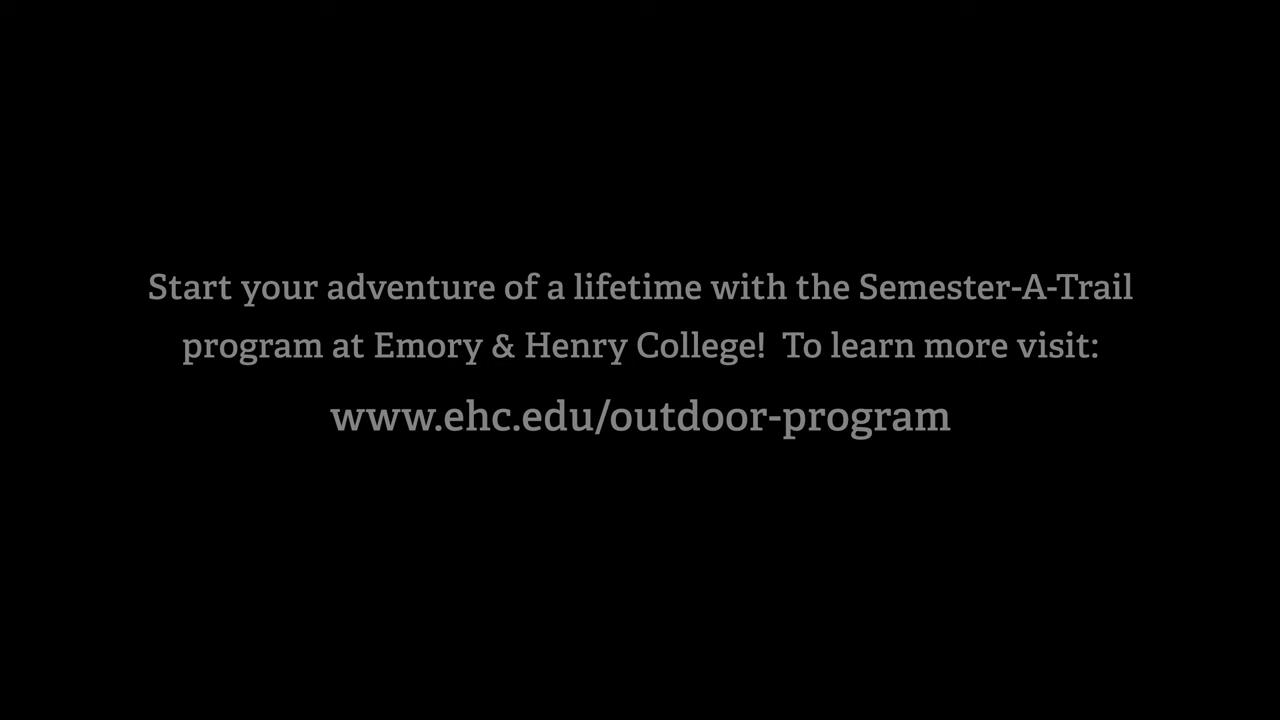 Start your adventure of a lifetime with the Semester-A-Trail
program at Emory & Henry College!  To learn more visit:
www.ehc.edu/outdoor-program